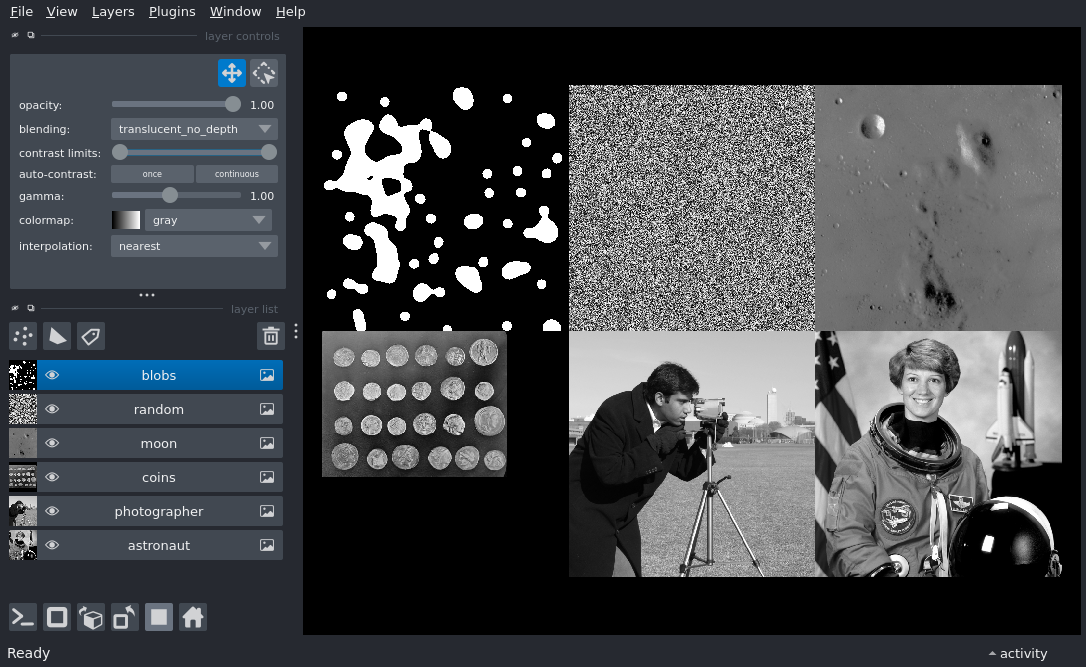 File View Layers Plugins Window Help
layer controls
opacity: 1.00
blending: translucent_no_depth
contrast limits:
auto-contrast: once continuous
gamma: 1.00
colormap: gray
interpolation: nearest
layer list
blobs
random
moon
coins
photographer
astronaut
Ready
activity